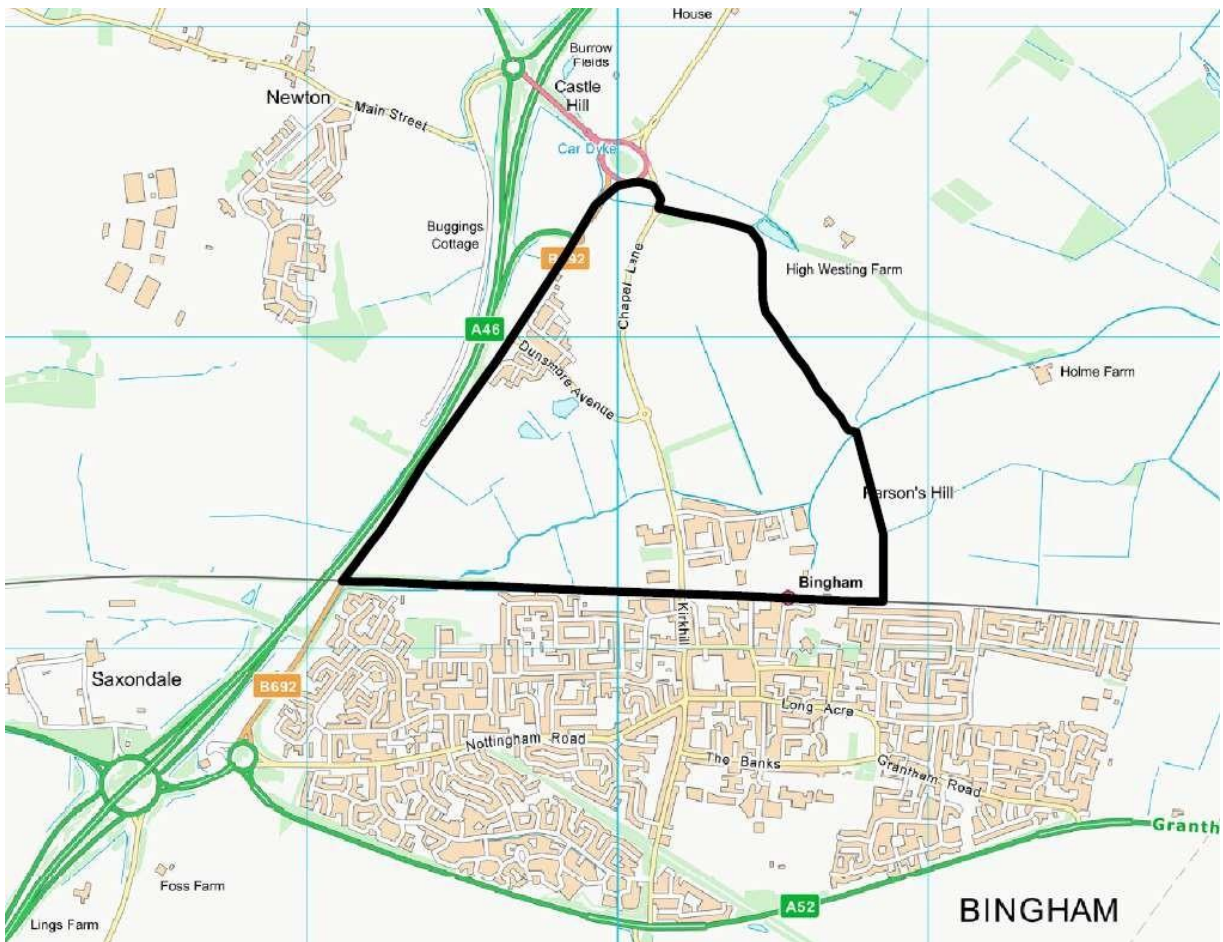 House
Burrow
Fields
Castle
Hill
Newton
Main Street
Car Dyke
Buggings
Cottage
Chapel Lane
High Westing Farm
A46
Dunsmore Avenue
Holme Farm
Parson's Hill
Bingham
Kirkhill
Saxondale
B692
Long Acre
Nottingham Road
The Banks
Grantham Road
Granth
Foss Farm
Lings Farm
A52
BINGHAM